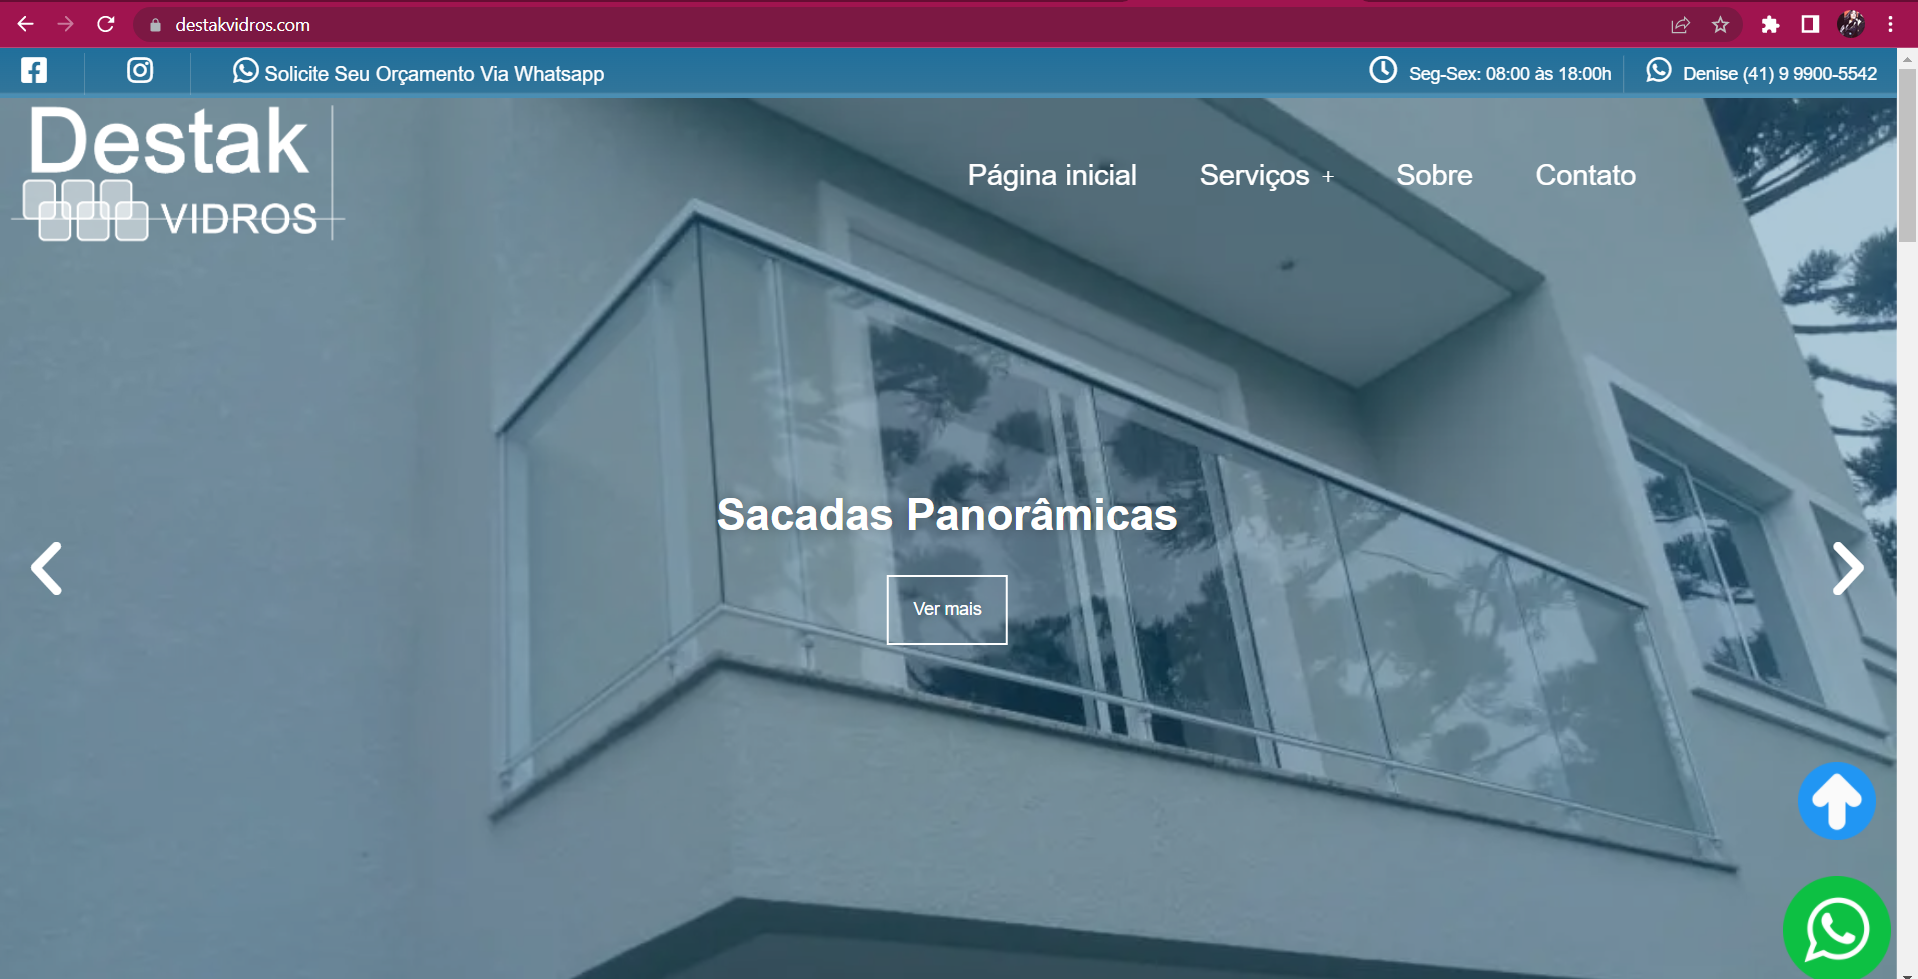 destakvidros.com
Solicite Seu Orçamento Via Whatsapp
Seg-Sex: 08:00 às 18:00h
Denise (41) 9 9900-5542
Destak
VIDROS
Página inicial
Serviços +
Sobre
Contato
Sacadas Panorâmicas
Ver mais